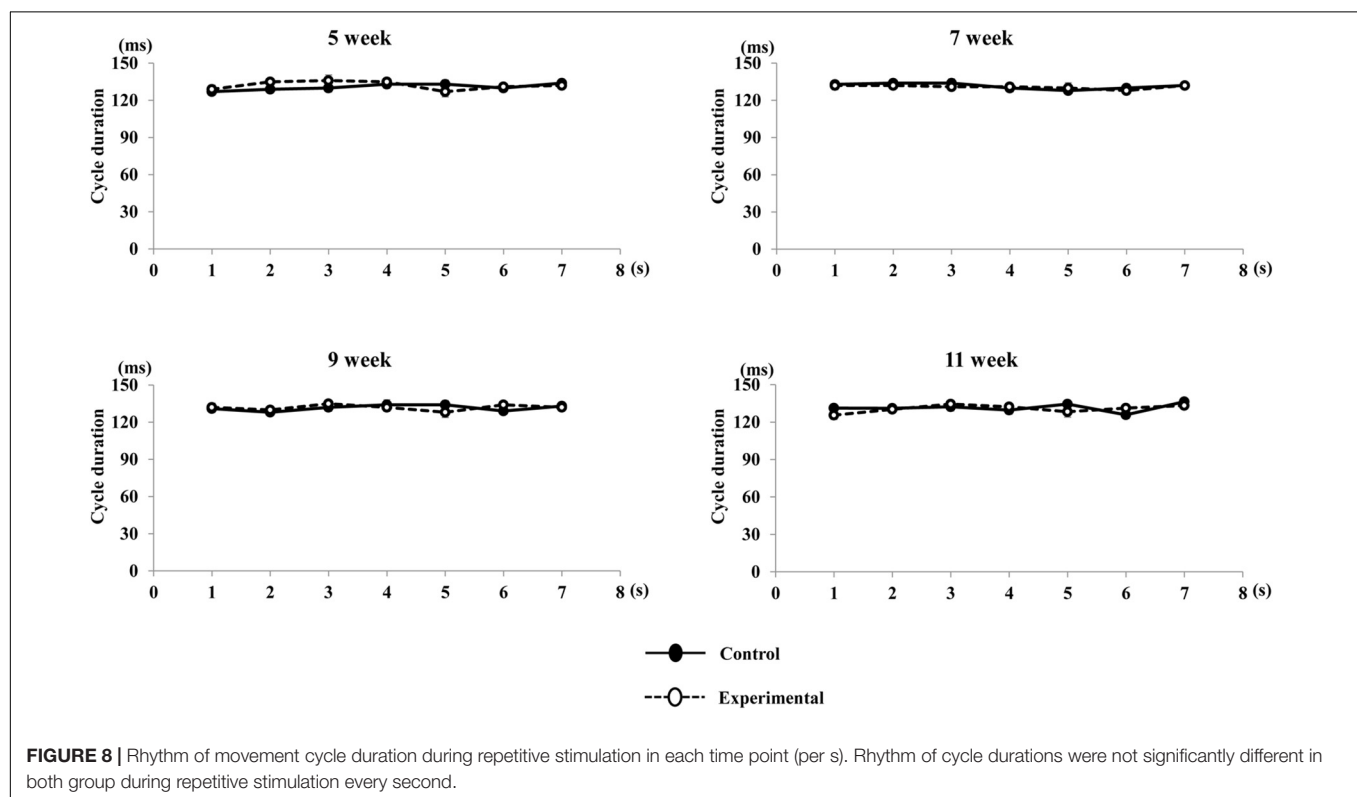 5 week
(ms)
150
120
90
60
30
0
Cycle duration
0 1 2 3 4 5 6 7 8 (s)
7 week
(ms)
150
120
90
60
30
0
Cycle duration
0 1 2 3 4 5 6 7 8 (s)
9 week
(ms)
150
120
90
60
30
0
Cycle duration
0 1 2 3 4 5 6 7 8 (s)
11 week
(ms)
150
120
90
60
30
0
Cycle duration
0 1 2 3 4 5 6 7 8 (s)
Control
Experimental
FIGURE 8 | Rhythm of movement cycle duration during repetitive stimulation in each time point (per s). Rhythm of cycle durations were not significantly different in
both group during repetitive stimulation every second.